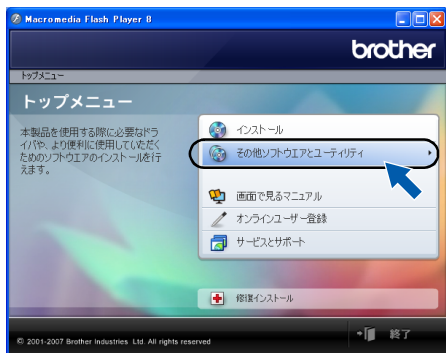 Macromedia Flash Player 8
brother
トップメニュー
トップメニュー
本製品を使用する際に必要なドラ
イバや、より便利に使用していただく
ためのソフトウエアのインストールを行
えます。
インストール
その他ソフトウエアとユーティリティ
画面で見るマニュアル
オンラインユーザー登録
サービスとサポート
修復インストール
© 2001-2007 Brother Industries Ltd. All rights reserved
終了